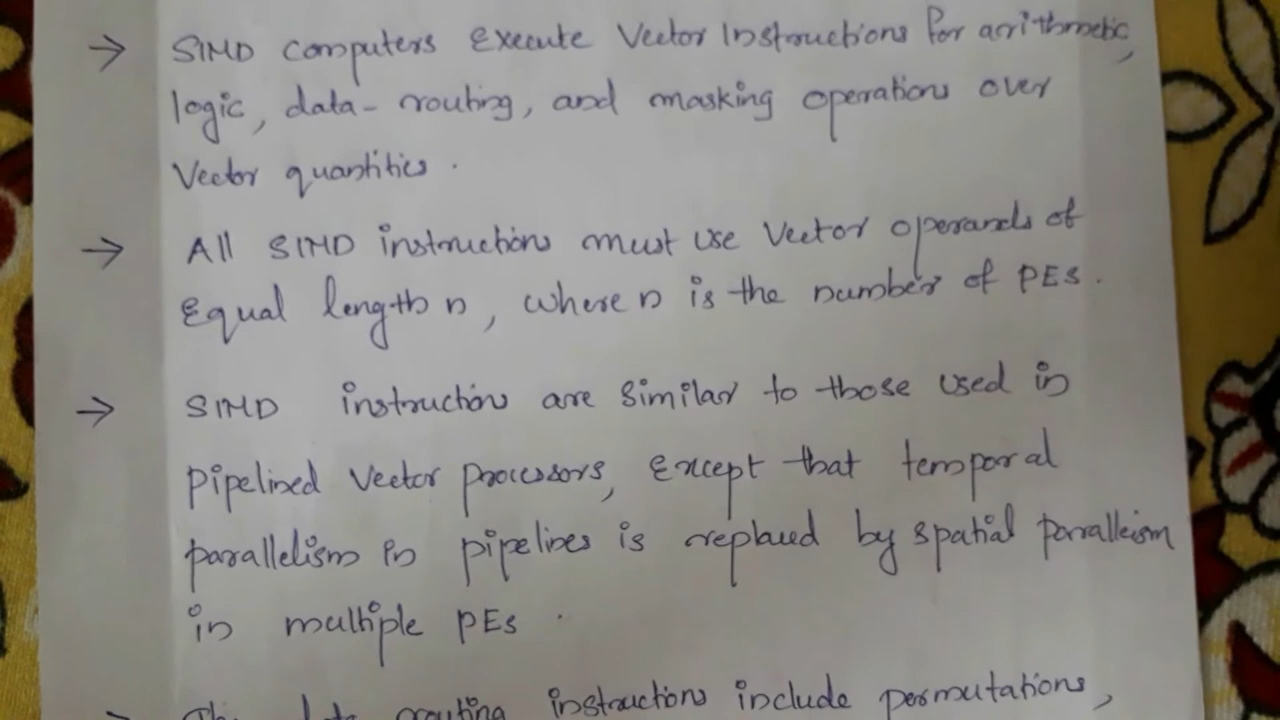 → SIMD computers execute Vector Instructions for arithmetic,
logic, data-routing, and masking operations over
Vector quantities.
→ All SIMD instructions must use Vector operands of
Equal length n, where n is the number of PEs.
→ SIMD instructions are similar to those used in
pipelined Vector processors, Except that temporal
parallelism in pipelines is replaced by spatial paralleism
in multiple PEs.
routing instructions include permutations,